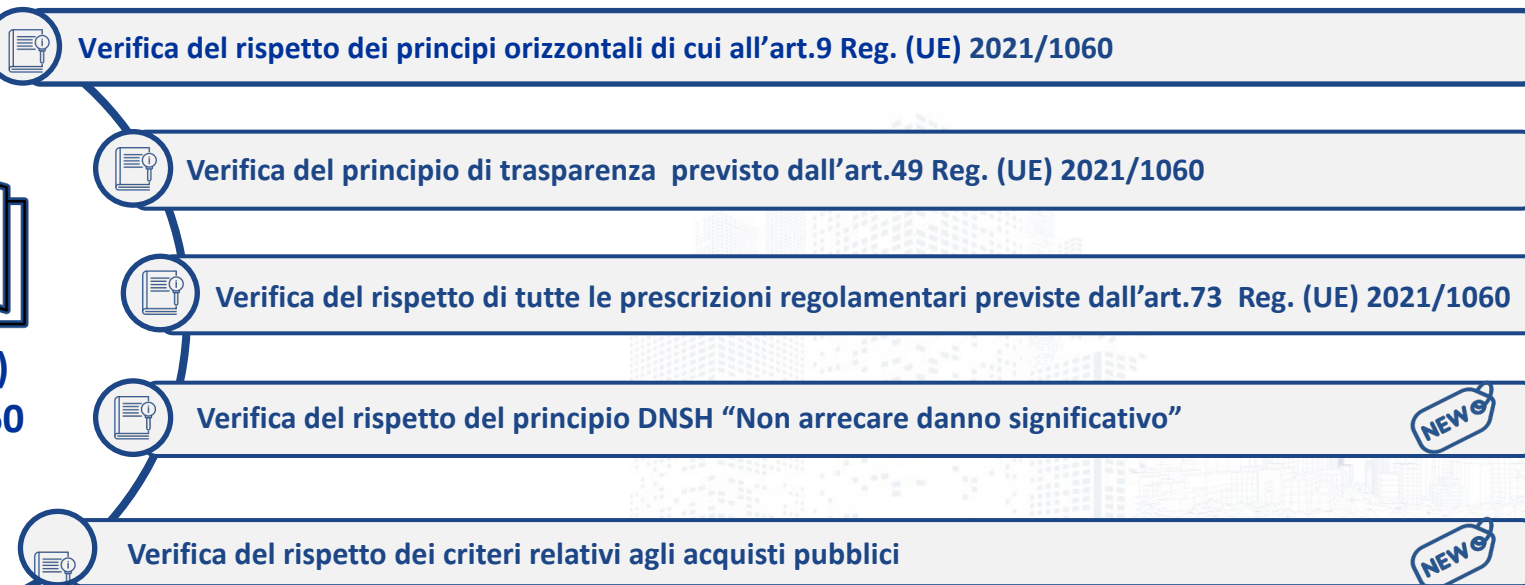 Verifica del rispetto dei principi orizzontali di cui all’art.9 Reg. (UE) 2021/1060
Verifica del principio di trasparenza previsto dall’art.49 Reg. (UE) 2021/1060
Verifica del rispetto di tutte le prescrizioni regolamentari previste dall’art.73 Reg. (UE) 2021/1060
Verifica del rispetto del principio DNSH “Non arrecare danno significativo”
NEW
Verifica del rispetto dei criteri relativi agli acquisti pubblici
NEW